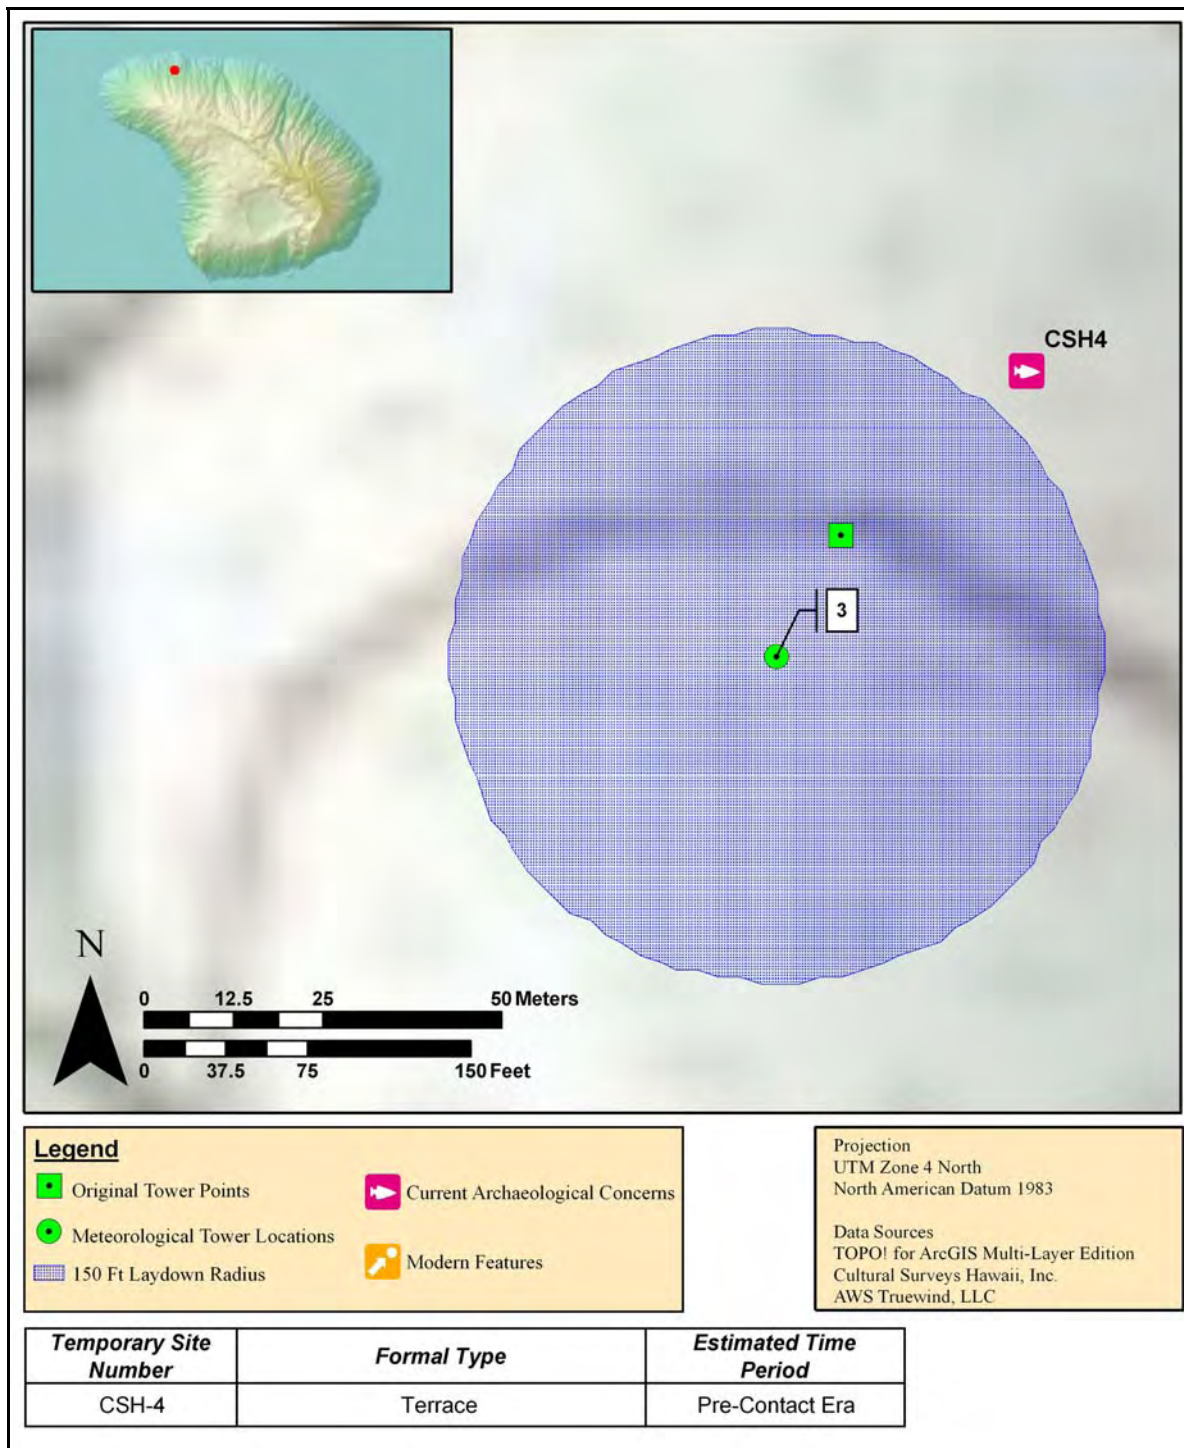 CSH4
3
N
0 12.5 25 50 Meters
0 37.5 75 150 Feet
Legend
Original Tower Points
Meteorological Tower Locations
150 Ft Laydown Radius
Current Archaeological Concerns
Modern Features
Projection
UTM Zone 4 North
North American Datum 1983
Data Sources
TOPO! for ArcGIS Multi-Layer Edition
Cultural Surveys Hawaii, Inc.
AWS Truewind, LLC
Temporary Site
Number
Formal Type
Estimated Time
Period
CSH-4
Terrace
Pre-Contact Era